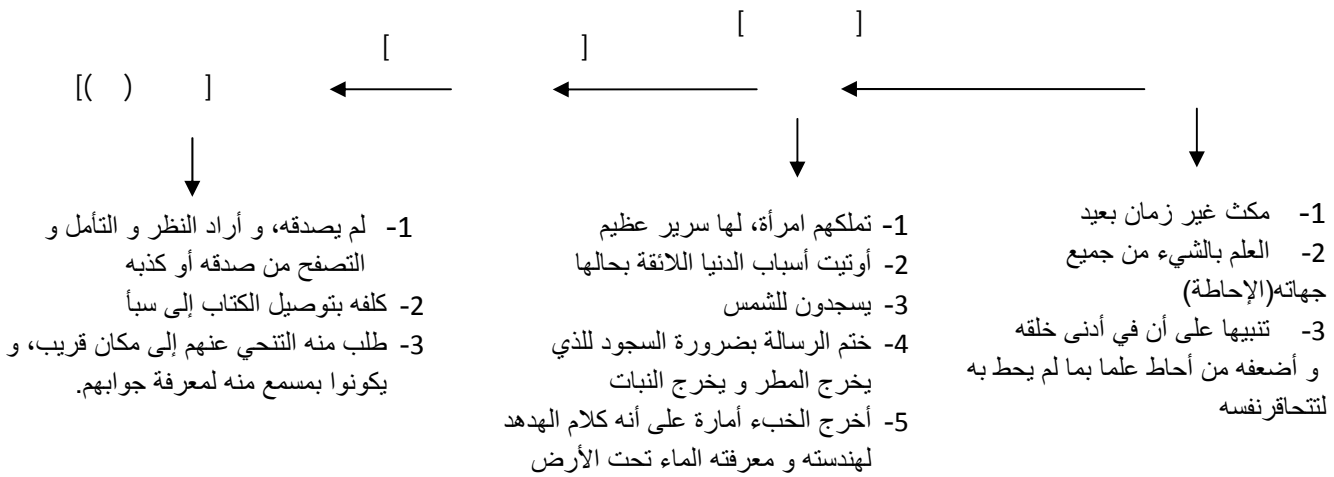 [ ]
[ ]
[( ) ]
1- مكث غير زمان بعيد
2- العلم بالشيء من جميع
جهاته(الإحاطة)
3- تنبيها على أن في أدنى خلقه
و أضعفه من أحاط علما بما لم يحط به
لتتحاقرنفسه
1- تملكهم امرأة، لها سرير عظيم
2- أوتيت أسباب الدنيا اللائقة بحالها
3- يسجدون للشمس
4- ختم الرسالة بضرورة السجود للذي
يخرج المطر و يخرج النبات
5- أخرج الخبء أمارة على أنه كلام الهدهد
لهندسته و معرفته الماء تحت الأرض
1- لم يصدقه، و أراد النظر و التأمل و
التصفح من صدقه أو كذبه
2- كلفه بتوصيل الكتاب إلى سبأ
3- طلب منه التنحي عنهم إلى مكان قريب، و
يكونوا بمسمع منه لمعرفة جوابهم.